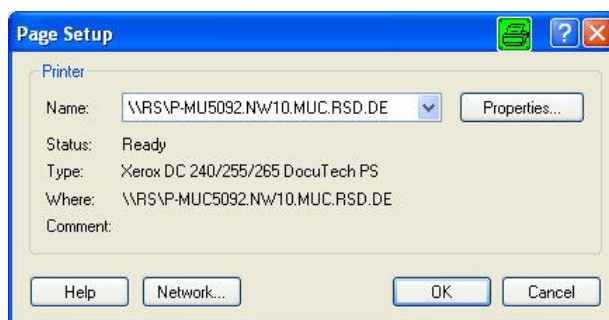 Page Setup
Printer
Name: \\RS\P-MU5092.NW10.MUC.RSD.DE Properties...
Status: Ready
Type: Xerox DC 240/255/265 DocuTech PS
Where: \\RS\P-MUC5092.NW10.MUC.RSD.DE
Comment:
Help Network... OK Cancel